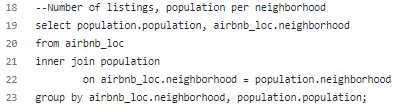 18 --Number of listings, population per neighborhood
19 select population.population, airbnb_loc.neighborhood
20 from airbnb_loc
21 inner join population
22 on airbnb_loc.neighborhood = population.neighborhood
23 group by airbnb_loc.neighborhood, population.population;